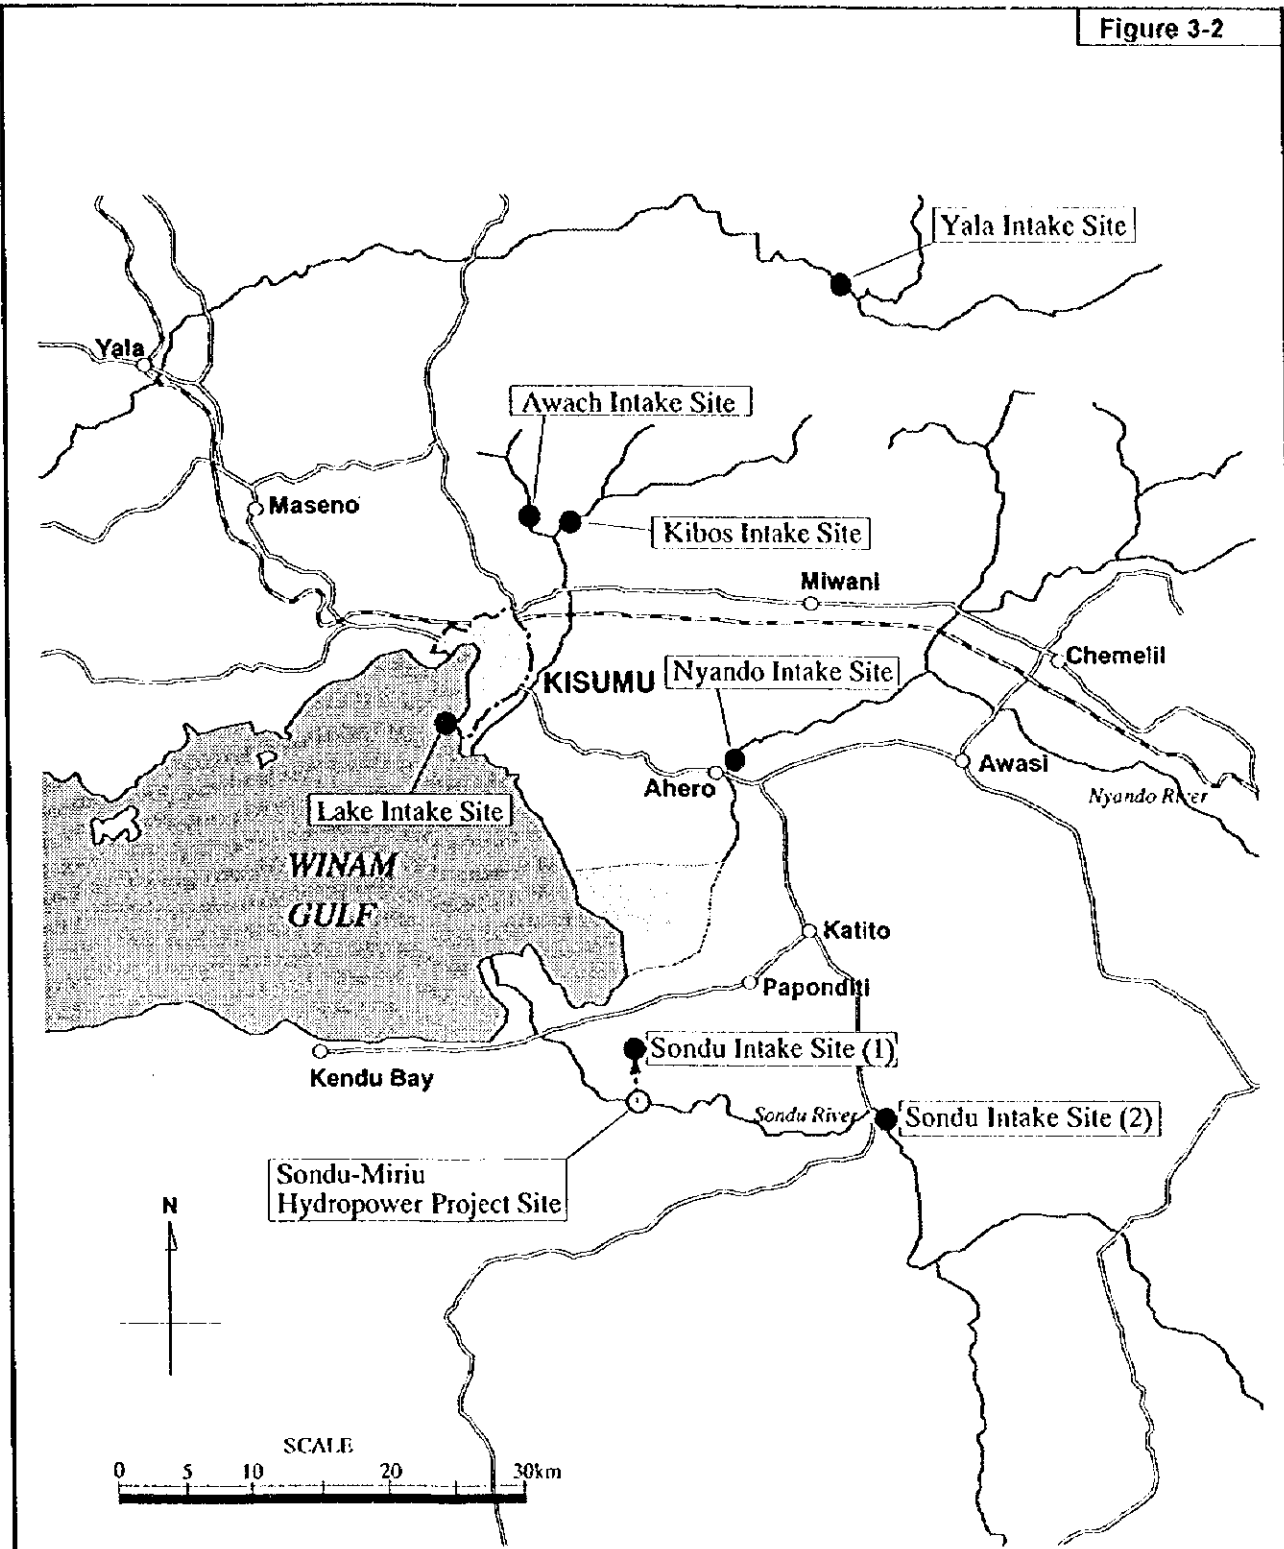 Figure 3-2
Yala Intake Site
Yala
Awach Intake Site
Maseno
Kibos Intake Site
Miwani
Chemelil
KISUMU
Nyando Intake Site
Awasi
Ahero
Nyando River
Lake Intake Site
WINAM
GULF
Katito
Paponditi
Sondu Intake Site (1)
Kendu Bay
Sondu River
Sondu Intake Site (2)
Sondu-Miriu
Hydropower Project Site
N
SCALE
0 5 10 20 30km